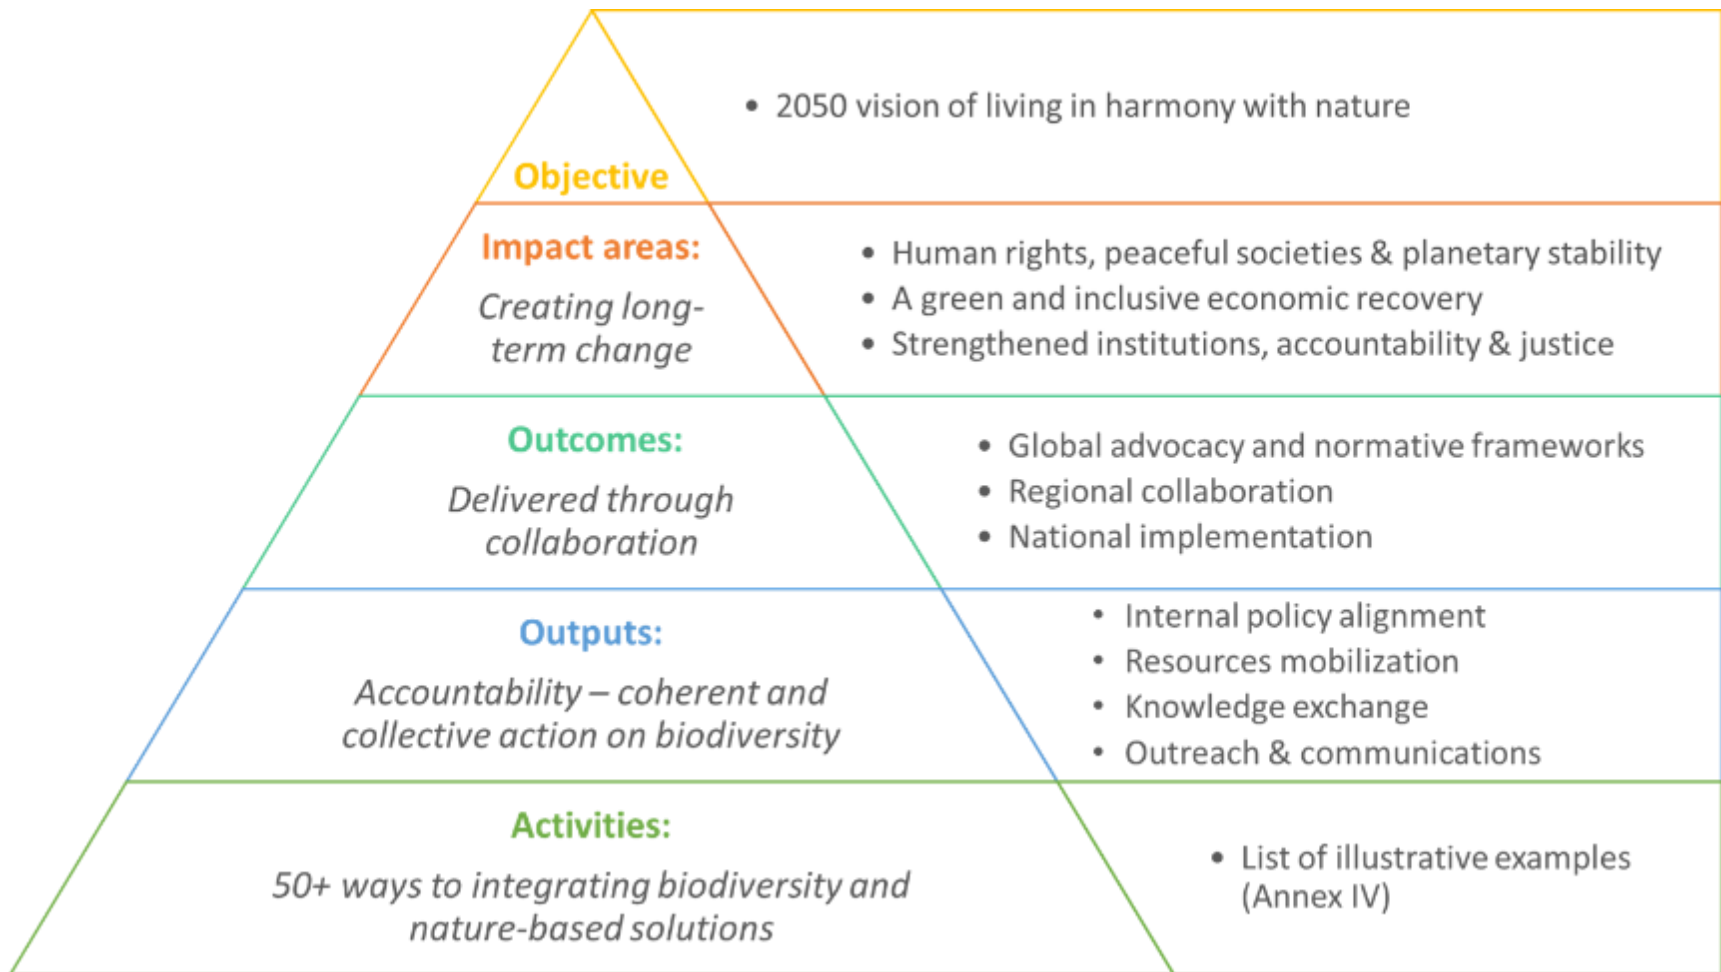 • 2050 vision of living in harmony with nature
Objective
Impact areas:
Creating long-
term change
• Human rights, peaceful societies & planetary stability
• A green and inclusive economic recovery
• Strengthened institutions, accountability & justice
Outcomes:
Delivered through
collaboration
• Global advocacy and normative frameworks
• Regional collaboration
• National implementation
Outputs:
Accountability – coherent and
collective action on biodiversity
• Internal policy alignment
• Resources mobilization
• Knowledge exchange
• Outreach & communications
Activities:
50+ ways to integrating biodiversity and
nature-based solutions
• List of illustrative examples
(Annex IV)